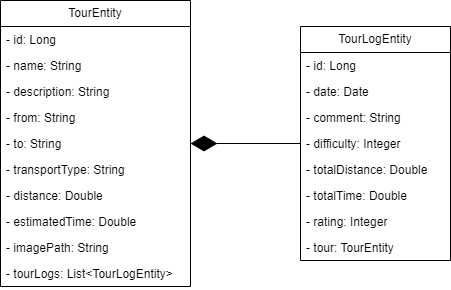 TourEntity
- id: Long
- name: String
- description: String
- from: String
- to: String
- transportType: String
- distance: Double
- estimatedTime: Double
- imagePath: String
- tourLogs: List<TourLogEntity>
TourLogEntity
- id: Long
- date: Date
- comment: String
- difficulty: Integer
- totalDistance: Double
- totalTime: Double
- rating: Integer
- tour: TourEntity